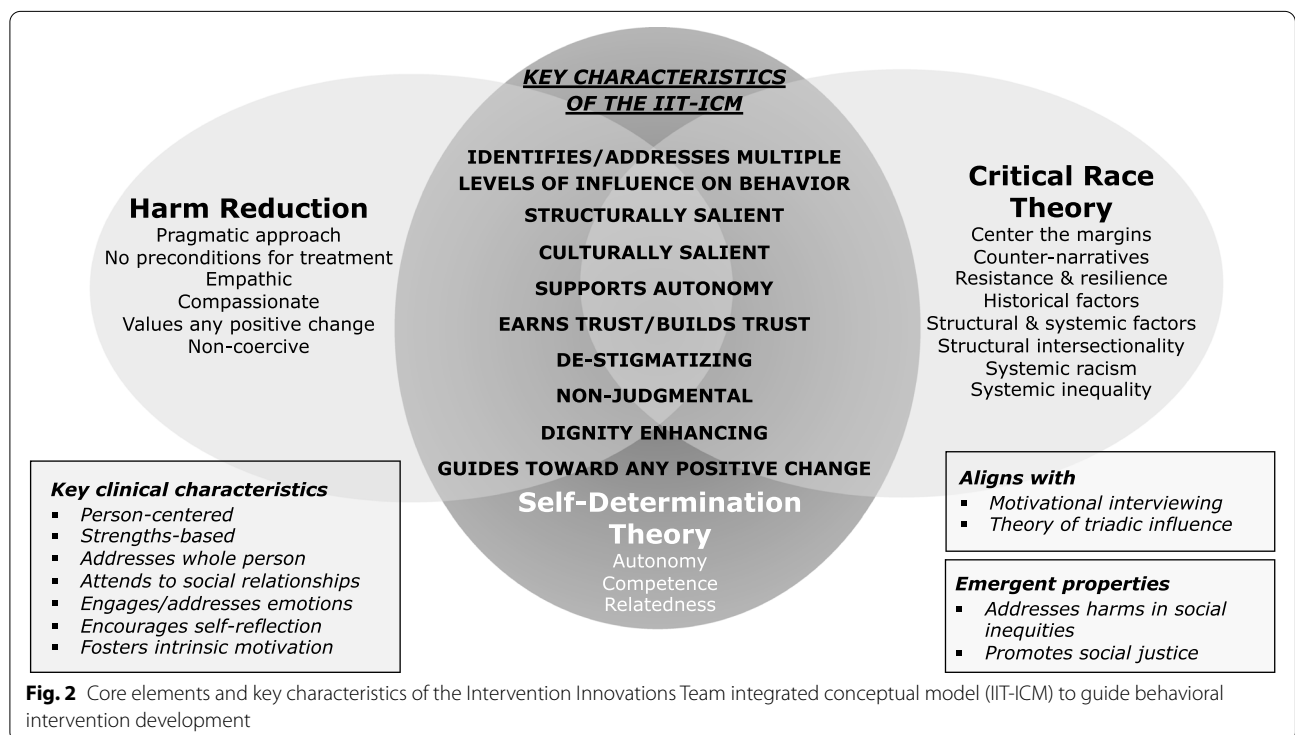 KEY CHARACTERISTICS
OF THE IIT-ICM
IDENTIFIES/ADDRESSES MULTIPLE
LEVELS OF INFLUENCE ON BEHAVIOR
STRUCTURALLY SALIENT
CULTURALLY SALIENT
SUPPORTS AUTONOMY
EARNS TRUST/BUILDS TRUST
DE-STIGMATIZING
NON-JUDGMENTAL
DIGNITY ENHANCING
GUIDES TOWARD ANY POSITIVE CHANGE
Harm Reduction
Pragmatic approach
No preconditions for treatment
Empathic
Compassionate
Values any positive change
Non-coercive
Critical Race
Theory
Center the margins
Counter-narratives
Resistance & resilience
Historical factors
Structural & systemic factors
Structural intersectionality
Systemic racism
Systemic inequality
Self-Determination
Theory
Autonomy
Competence
Relatedness
Key clinical characteristics
▪ Person-centered
▪ Strengths-based
▪ Addresses whole person
▪ Attends to social relationships
▪ Engages/addresses emotions
▪ Encourages self-reflection
▪ Fosters intrinsic motivation
Aligns with
▪ Motivational interviewing
▪ Theory of triadic influence
Emergent properties
▪ Addresses harms in social
inequities
▪ Promotes social justice
Fig. 2 Core elements and key characteristics of the Intervention Innovations Team integrated conceptual model (IIT-ICM) to guide behavioral
intervention development